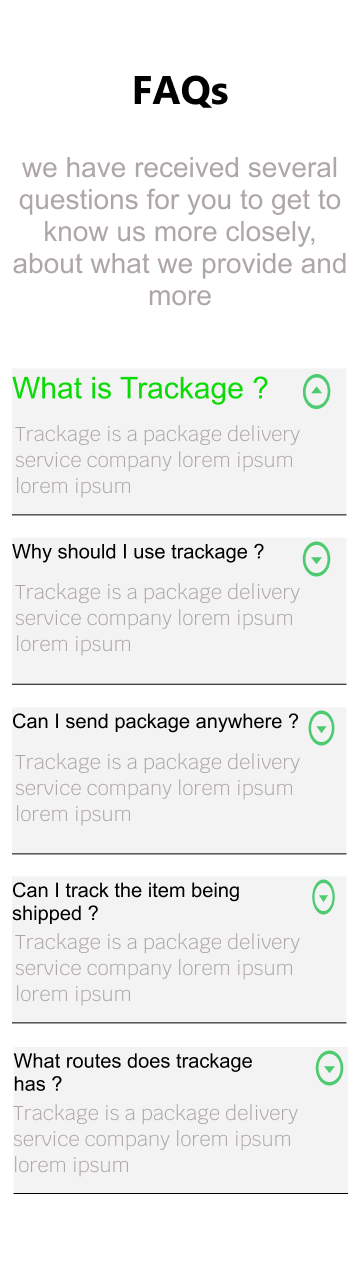 FAQs
we have received several
questions for you to get to
know us more closely,
about what we provide and
more
What is Trackage ?
Trackage is a package delivery
service company lorem ipsum
lorem ipsum
Why should I use trackage ?
Trackage is a package delivery
service company lorem ipsum
lorem ipsum
Can I send package anywhere ?
Trackage is a package delivery
service company lorem ipsum
lorem ipsum
Can I track the item being
shipped ?
Trackage is a package delivery
service company lorem ipsum
lorem ipsum
What routes does trackage
has ?
Trackage is a package delivery
service company lorem ipsum
lorem ipsum